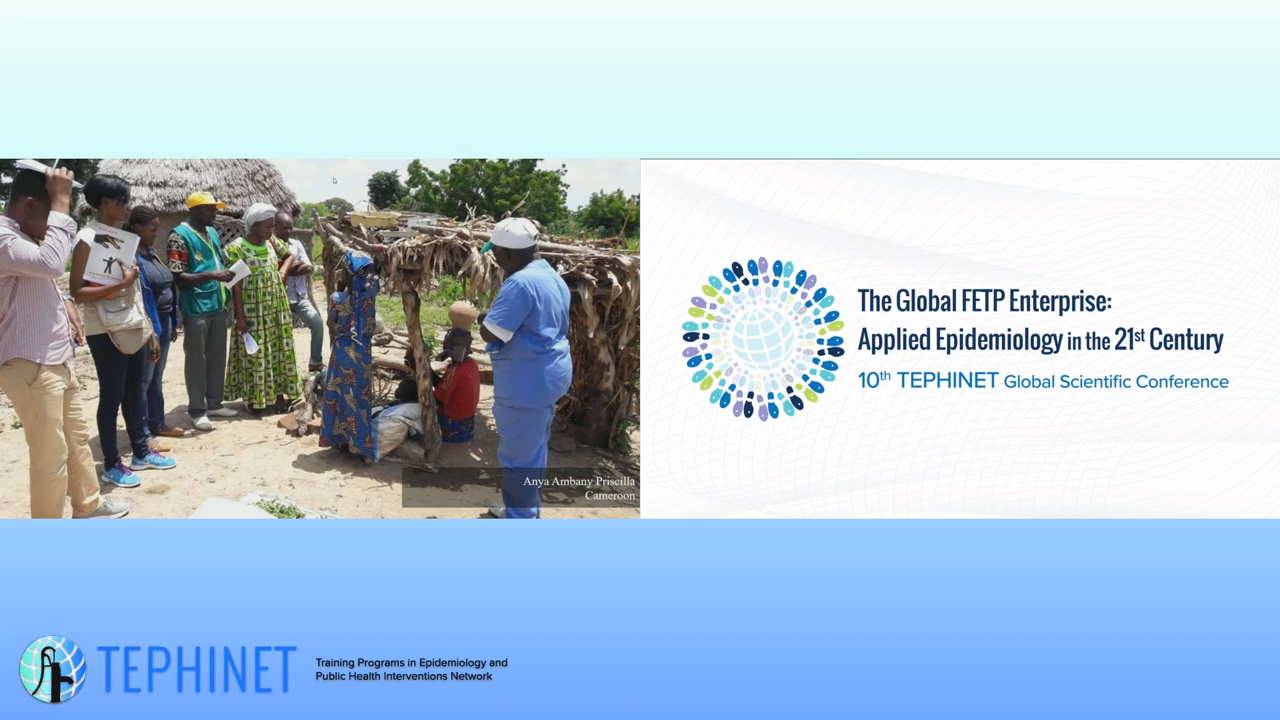 Anya Ambany Priscilla
Cameroon
The Global FETP Enterprise:
Applied Epidemiology in the 21st Century
10th TEPHINET Global Scientific Conference
TEPHINET
Training Programs in Epidemiology and
Public Health Interventions Network